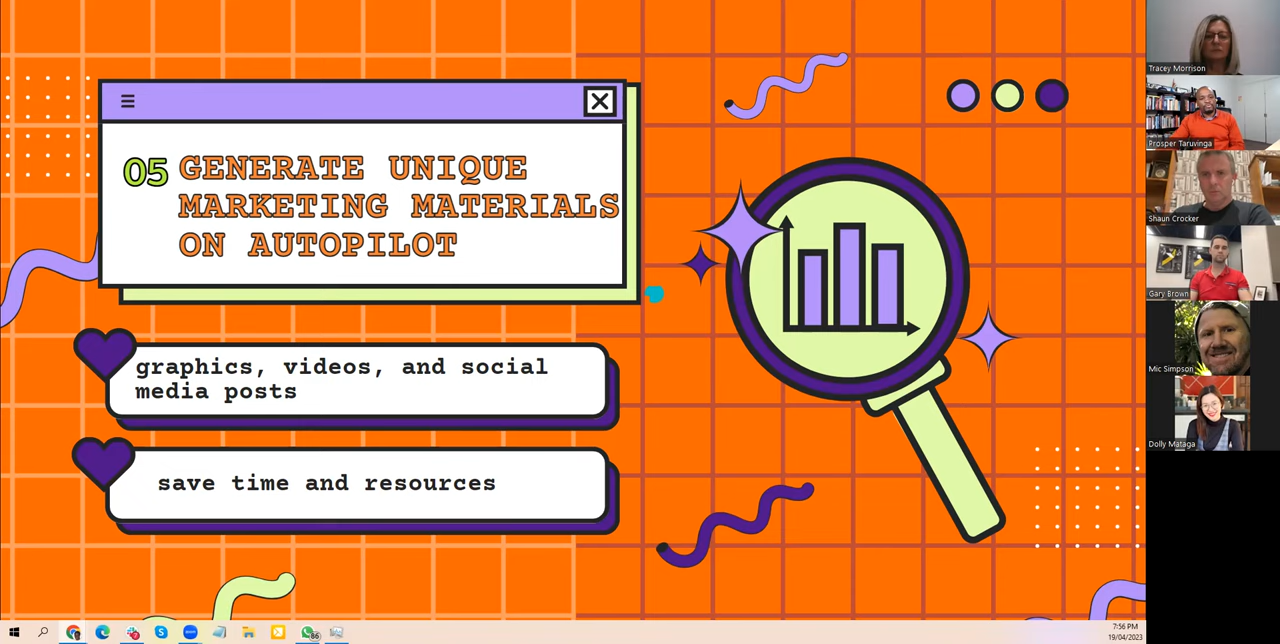 05 GENERATE UNIQUE
MARKETING MATERIALS
ON AUTOPILOT
graphics, videos, and social
media posts
save time and resources
Tracey Morrison
Prosper Taruvinga
Shaun Crocker
Gary Brown
Mic Simpson
Dolly Mataga
86
7:56 PM
19/04/2023